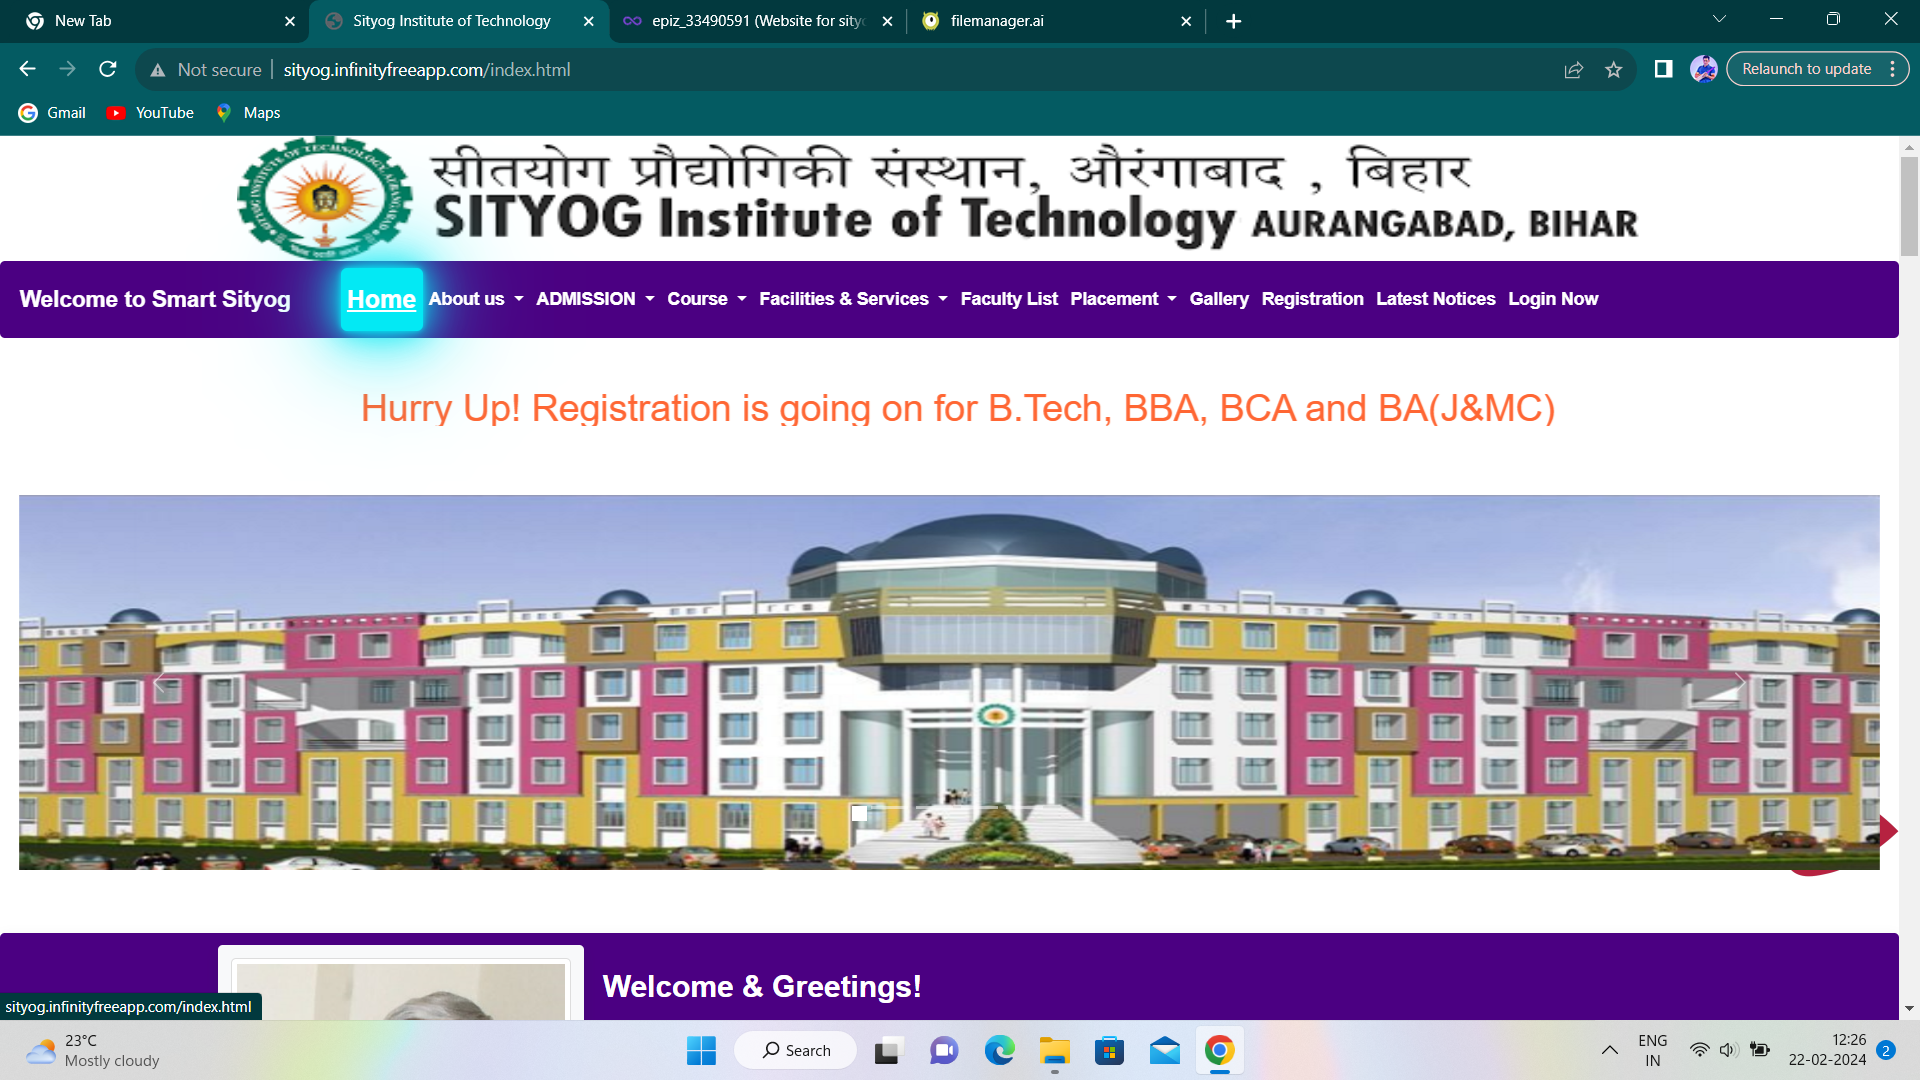 New Tab
Sityog Institute of Technology
epiz_33490591 (Website for sity
filemanager.ai
Not secure
sityog.infinityfreeapp.com/index.html
Relaunch to update
Gmail
YouTube
Maps
सीतयोग प्रौद्योगिकी संस्थान, औरंगाबाद , बिहार
SITYOG Institute of Technology AURANGABAD, BIHAR
Welcome to Smart Sityog
Home
About us
ADMISSION
Course
Facilities & Services
Faculty List
Placement
Gallery
Registration
Latest Notices
Login Now
Hurry Up! Registration is going on for B.Tech, BBA, BCA and BA(J&MC)
Welcome & Greetings!
sityog.infinityfreeapp.com/index.html
23°C
Mostly cloudy
Search
ENG
IN
12:26
22-02-2024
2